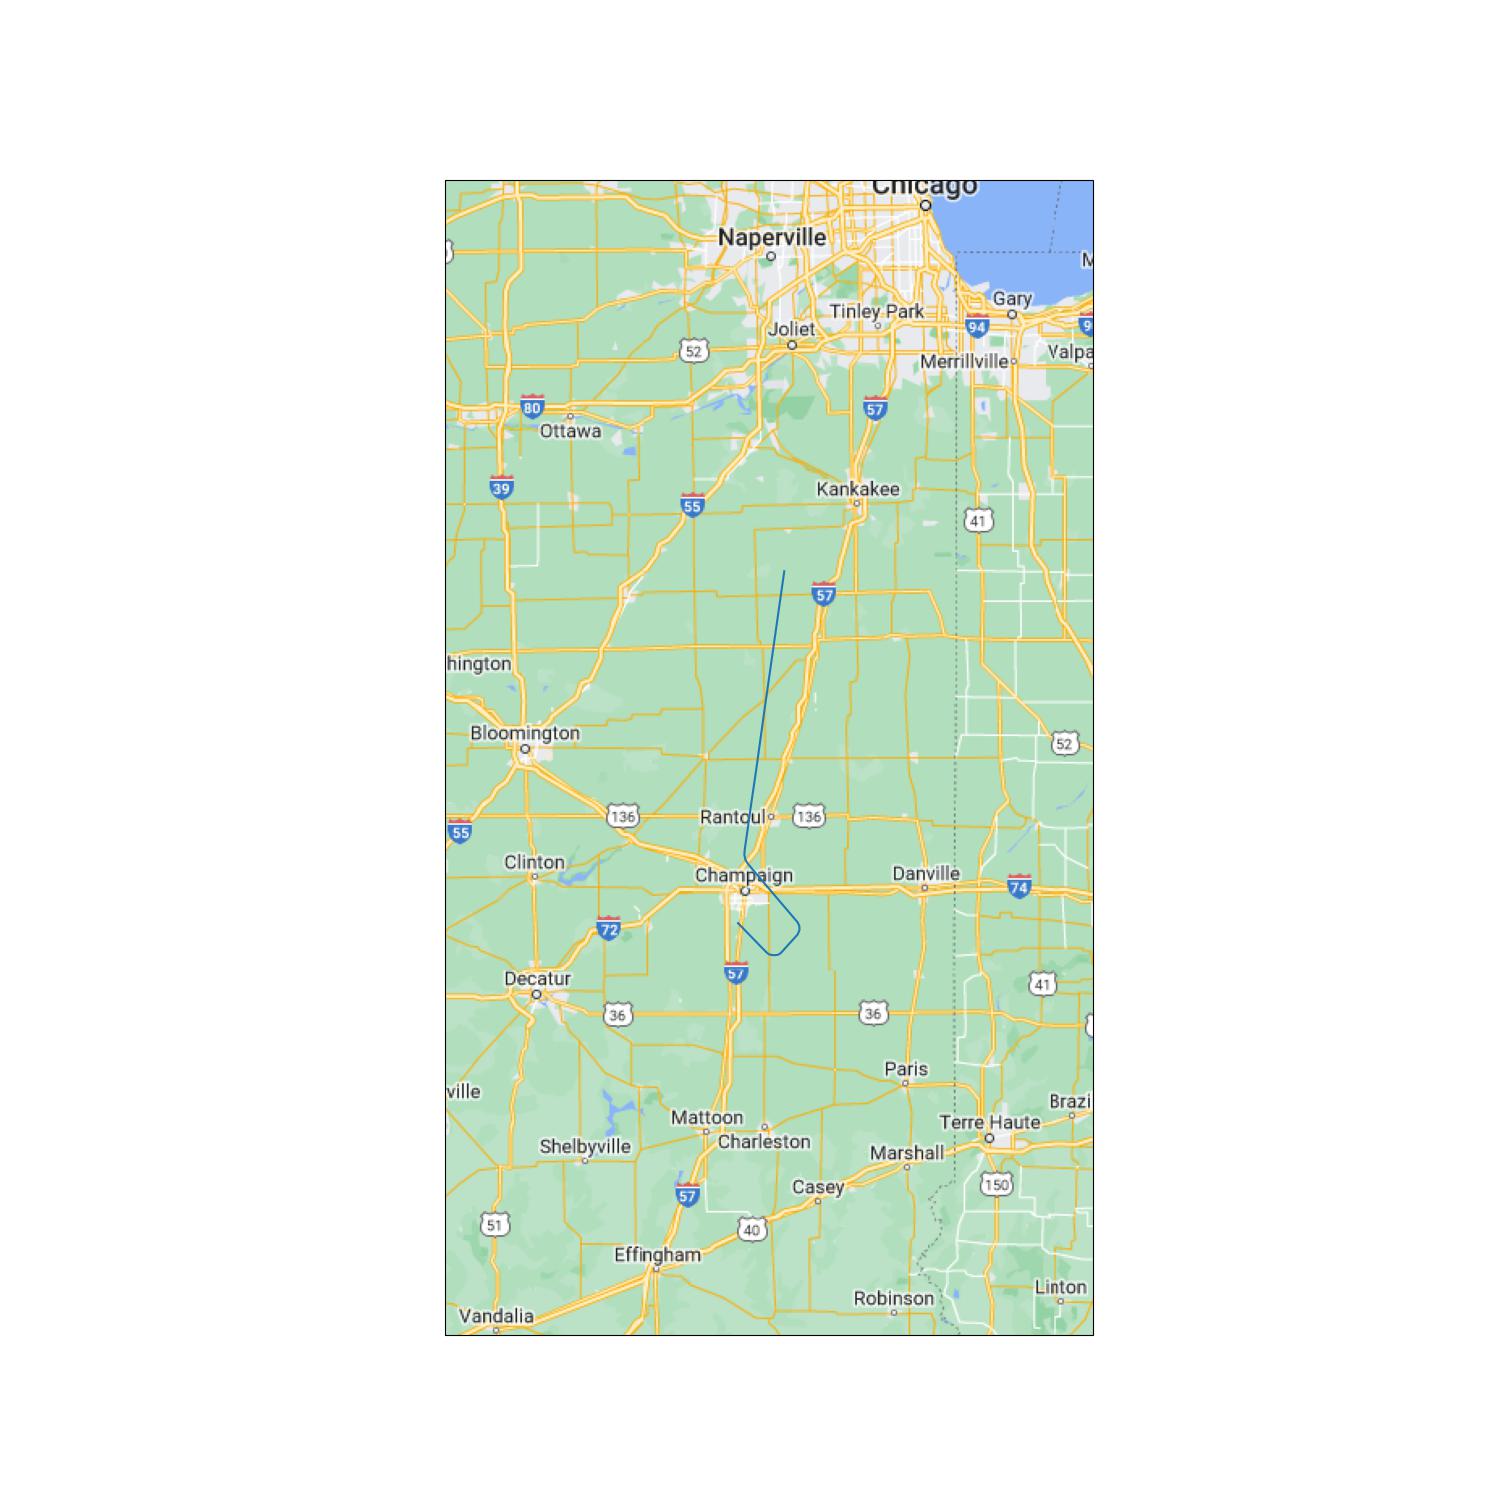 Chicago
Naperville
Gary
Tinley Park
94
Joliet
52
Merrillville
Valpa
80
57
Ottawa
39
Kankakee
55
41
57
hington
Bloomington
52
Rantoul
136
136
55
Clinton
Champaign
Danville
74
72
57
Decatur
41
36
36
Paris
ville
Brazi
Mattoon
Terre Haute
Charleston
Shelbyville
Marshall
150
Casey
57
51
40
Effingham
Linton
Robinson
Vandalia